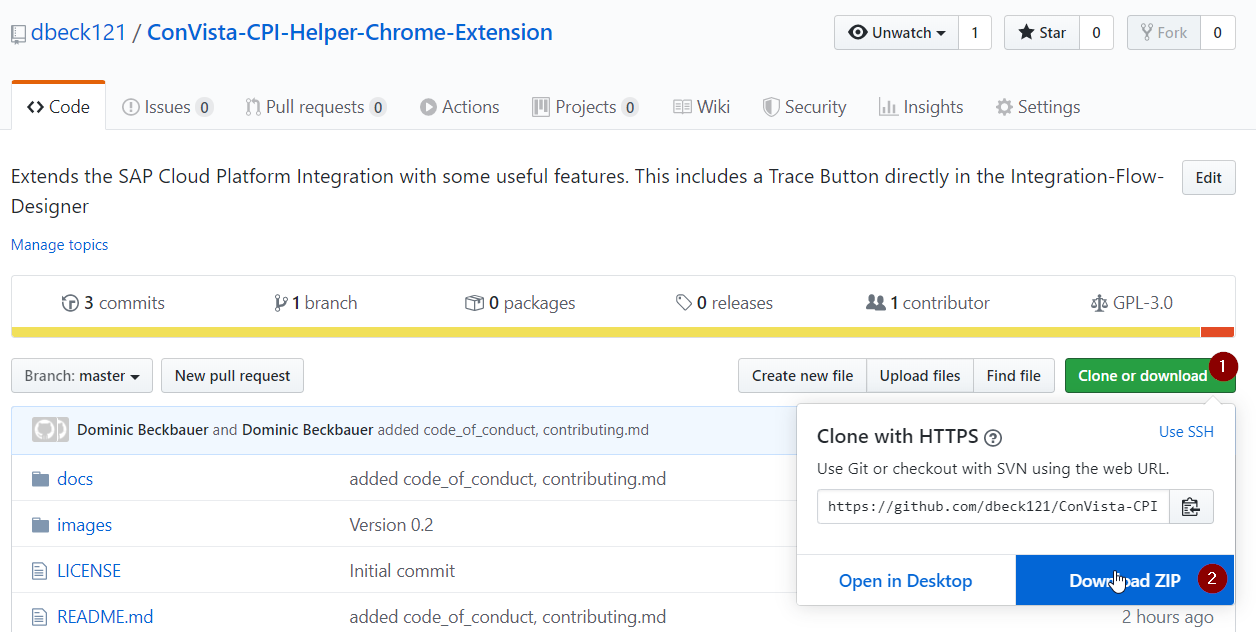 dbeck121 / ConVista-CPI-Helper-Chrome-Extension
Unwatch 1 Star 0 Fork 0
Code Issues 0 Pull requests 0 Actions Projects 0 Wiki Security Insights Settings
Extends the SAP Cloud Platform Integration with some useful features. This includes a Trace Button directly in the Integration-Flow-
Designer
Edit
Manage topics
3 commits 1 branch 0 packages 0 releases 1 contributor GPL-3.0
Branch: master New pull request Create new file Upload files Find file Clone or download 1
Dominic Beckbauer and Dominic Beckbauer added code_of_conduct, contributing.md
docs added code_of_conduct, contributing.md
images Version 0.2
LICENSE Initial commit
README.md added code_of_conduct, contributing.md 2 hours ago
Clone with HTTPS ? Use SSH
Use Git or checkout with SVN using the web URL.
https://github.com/dbeck121/ConVista-CPI
Open in Desktop Download ZIP 2